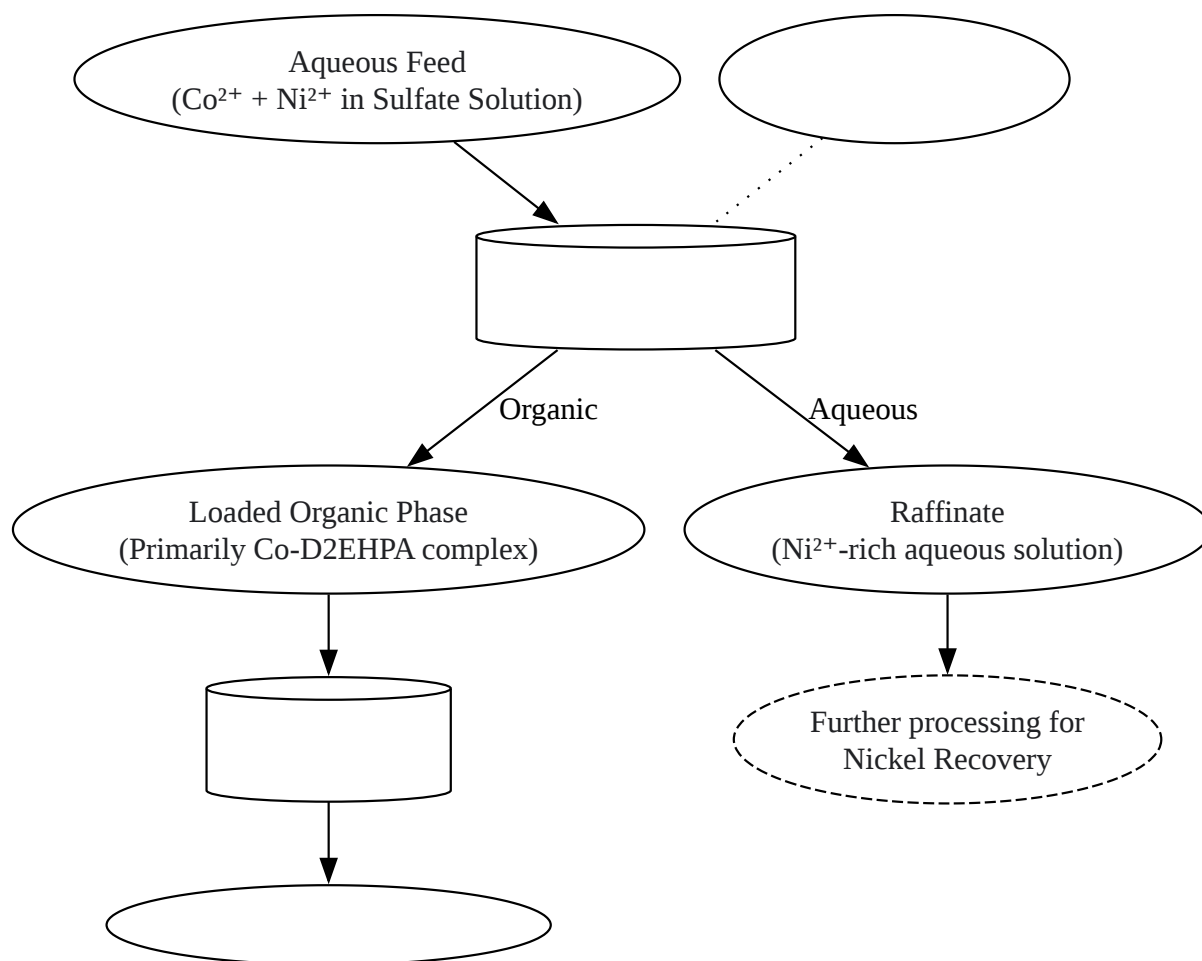 Aqueous Feed
(Co²⁺ + Ni²⁺ in Sulfate Solution)
Organic
Aqueous
Loaded Organic Phase
(Primarily Co-D2EHPA complex)
Raffinate
(Ni²⁺-rich aqueous solution)
Further processing for
Nickel Recovery